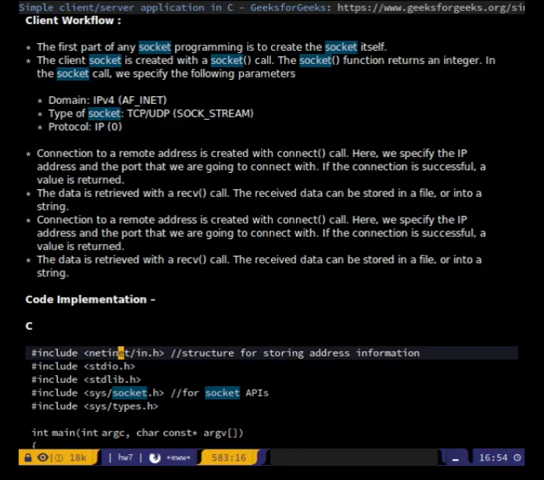 Simple client/server application in C - GeeksforGeeks: https://www.geeksforgeeks.org/si
Client Workflow :
* The first part of any socket programming is to create the socket itself.
* The client socket is created with a socket() call. The socket() function returns an integer. In
the socket call, we specify the following parameters
* Domain: IPv4 (AF_INET)
* Type of socket: TCP/UDP (SOCK_STREAM)
* Protocol: IP (0)
* Connection to a remote address is created with connect() call. Here, we specify the IP
address and the port that we are going to connect with. If the connection is successful, a
value is returned.
* The data is retrieved with a recv() call. The received data can be stored in a file, or into a
string.
* Connection to a remote address is created with connect() call. Here, we specify the IP
address and the port that we are going to connect with. If the connection is successful, a
value is returned.
* The data is retrieved with a recv() call. The received data can be stored in a file, or into a
string.
Code Implementation –
C
#include <netinet/in.h> //structure for storing address information
#include <stdio.h>
#include <stdlib.h>
#include <sys/socket.h> //for socket APIs
#include <sys/types.h>
int main(int argc, char const* argv[])
{
18k | hw7 | *eww* 583:16 16:54